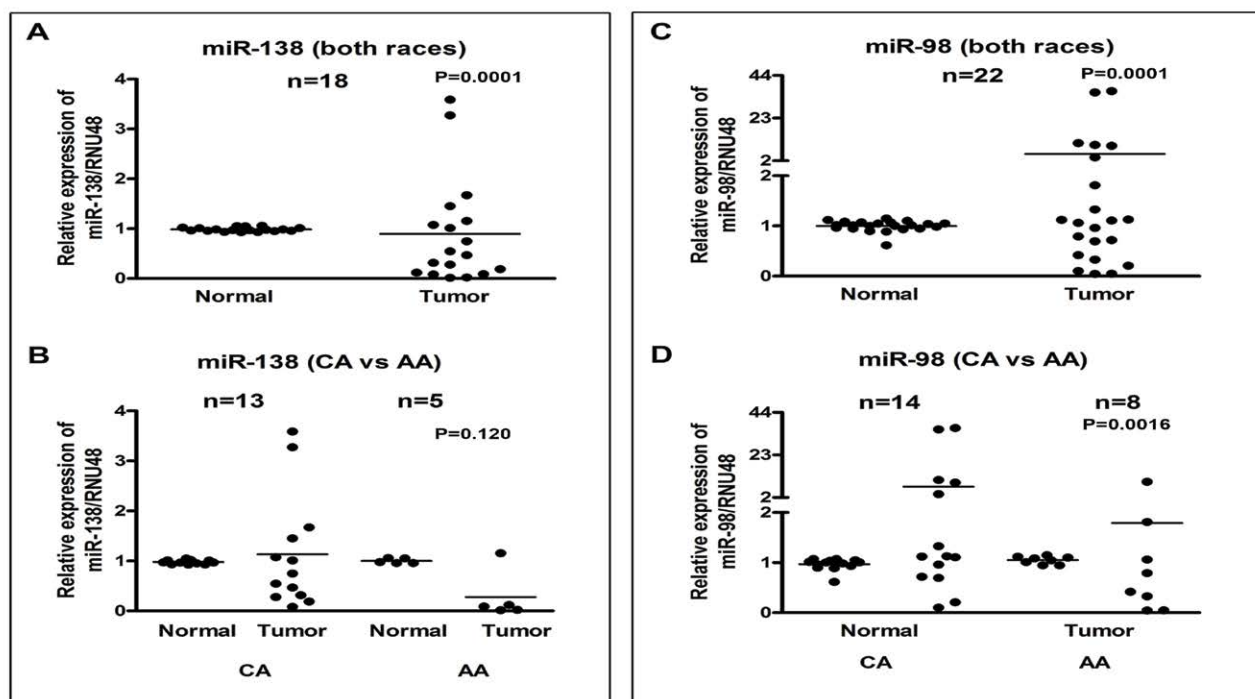 A
miR-138 (both races)
n=18
P=0.0001
Relative expression of
miR-138/RNU48
4
3
2
1
0
Normal
Tumor
B
miR-138 (CA vs AA)
n=13
n=5
P=0.120
Relative expression of
miR-138/RNU48
4
3
2
1
0
Normal
Tumor
Normal
Tumor
CA
AA
C
miR-98 (both races)
n=22
P=0.0001
Relative expression of
miR-98/RNU48
44
23
2
2
1
0
Normal
Tumor
D
miR-98 (CA vs AA)
n=14
n=8
P=0.0016
Relative expression of
miR-98/RNU48
44
23
2
2
1
0
Normal
Tumor
CA
AA